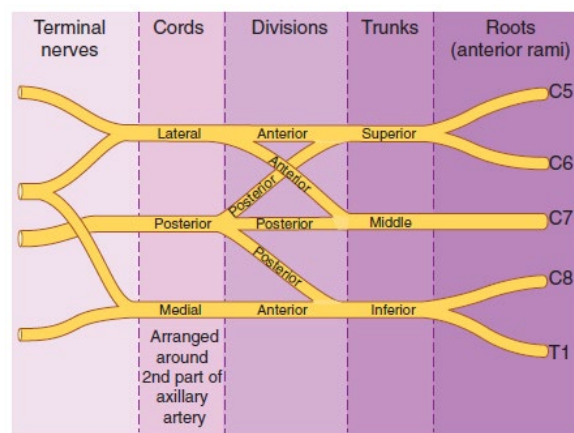 Terminal
nerves
Cords
Divisions
Trunks
Roots
(anterior rami)
C5
Lateral
Anterior
Superior
C6
Anterior
Posterior
C7
Posterior
Posterior
Middle
Posterior
C8
Medial
Anterior
Inferior
Arranged
around
2nd part of
axillary
artery
T1